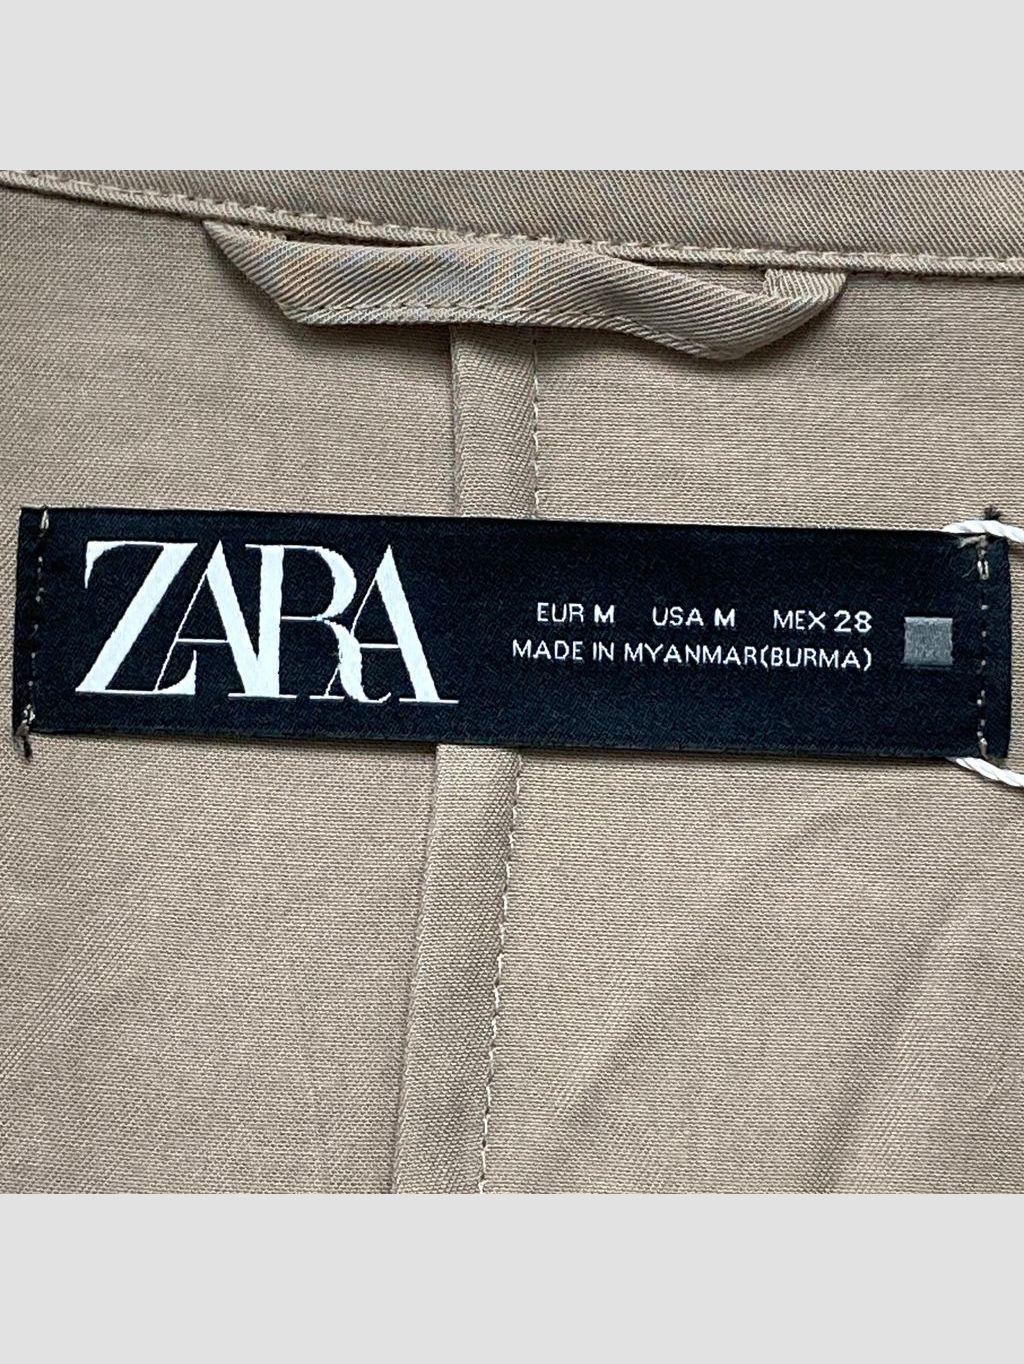 ZARA
EUR M USA M MEX 28
MADE IN MYANMAR(BURMA)